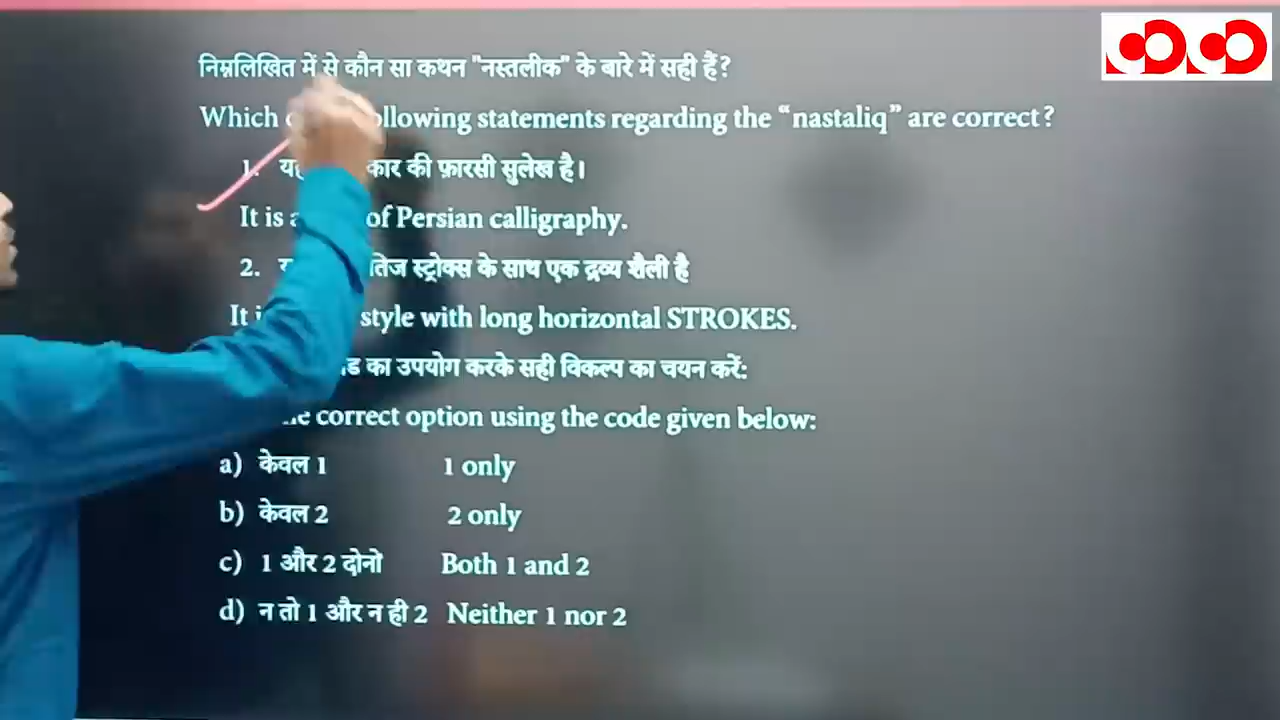 निम्नलिखित में से कौन सा कथन "नस्तलीक" के बारे में सही हैं?
Which ollowing statements regarding the “nastaliq” are correct?
1. कार की फ़ारसी सुलेख है।
It is a of Persian calligraphy.
2. तिज स्ट्रोक्स के साथ एक द्रव्य शैली है
It style with long horizontal STROKES.
का उपयोग करके सही विकल्प का चयन करें:
correct option using the code given below:
a) केवल 1 1 only
b) केवल 2 2 only
c) 1 और 2 दोनो Both 1 and 2
d) न तो 1 और न ही 2 Neither 1 nor 2